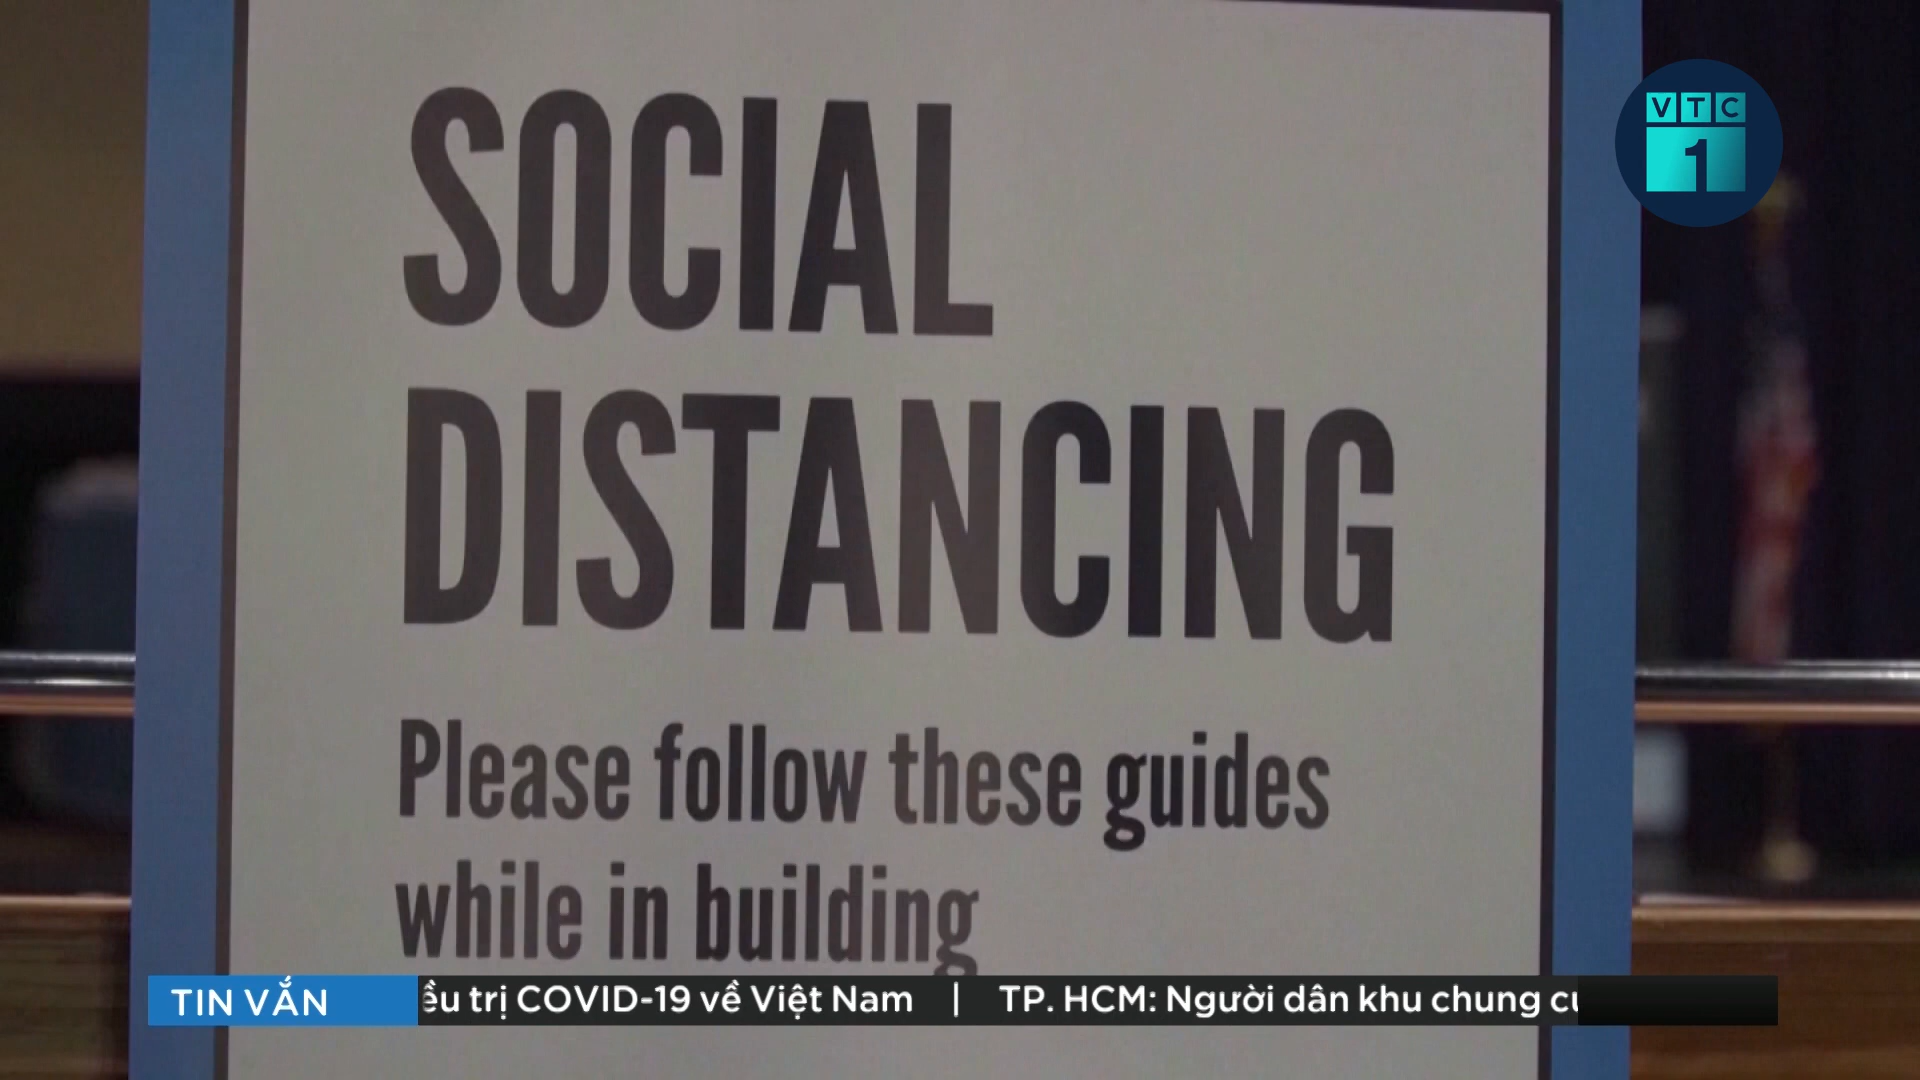 SOCIAL
DISTANCING
Please follow these guides
while in building
VTC
1
TIN VẮN
trị COVID-19 về Việt Nam | TP. HCM: Người dân khu chung